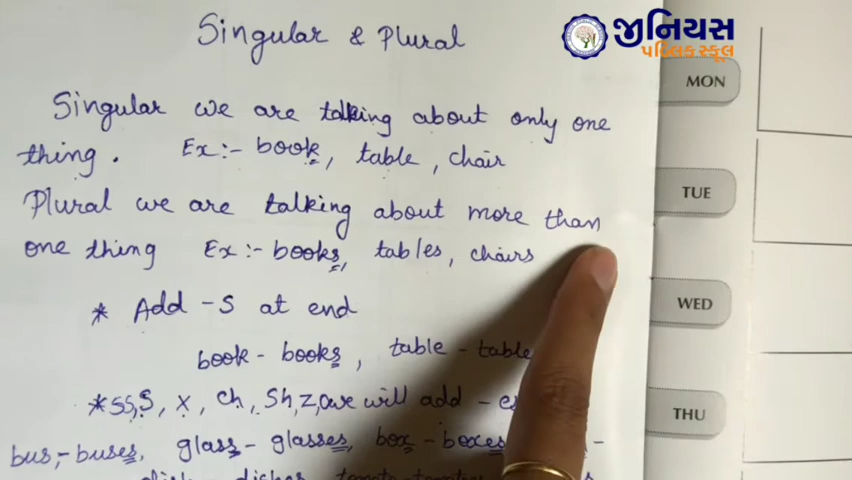 Singular & Plural
જીનિયસ
પબ્લિક સ્કૂલ
Singular we are talking about only one
thing. Ex:- book, table, chair
Plural we are talking about more than
one thing Ex:- books, tables, chairs
* Add -S at end
book - books, table - table
*ss, S, x, ch, Sh, z, we will add - e
bus,- buses, glass - glasses, box - boxes
MON
TUE
WED
THU